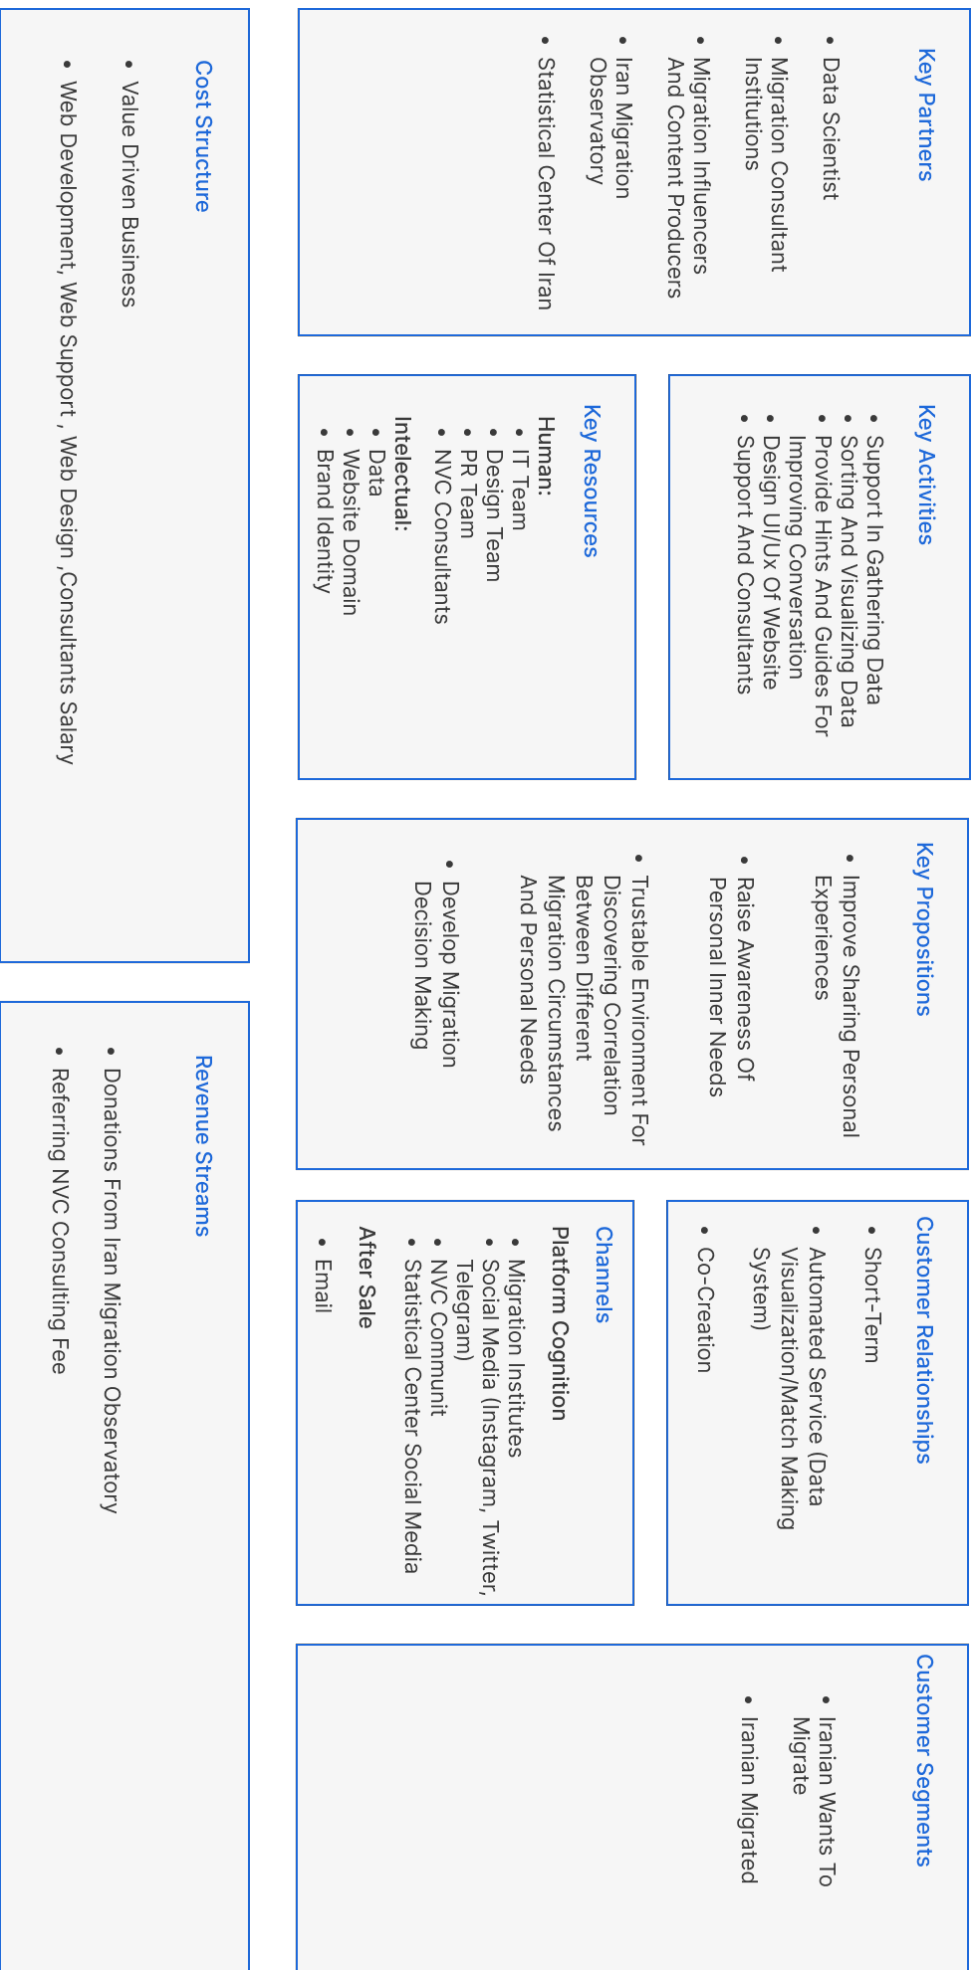 Key Partners
• Data Scientist
• Migration Consultant
Institutions
• Migration Influencers
And Content Producers
• Iran Migration
Observatory
• Statistical Center Of Iran
Key Activities
• Support In Gathering Data
• Sorting And Visualizing Data
• Provide Hints And Guides For
Improving Conversation
• Design UI/Ux Of Website
• Support And Consultants
Key Resources
Human:
• IT Team
• Design Team
• PR Team
• NVC Consultants
Intelectual:
• Data
• Website Domain
• Brand Identity
Key Propositions
• Improve Sharing Personal
Experiences
• Raise Awareness Of
Personal Inner Needs
• Trustable Environment For
Discovering Correlation
Between Different
Migration Circumstances
And Personal Needs
• Develop Migration
Decision Making
Customer Relationships
• Short-Term
• Automated Service (Data
Visualization/Match Making
System)
• Co-Creation
Channels
Platform Cognition
• Migration Institutes
• Social Media (Instagram, Twitter,
Telegram)
• NVC Communit
• Statistical Center Social Media
After Sale
• Email
Customer Segments
• Iranian Wants To
Migrate
• Iranian Migrated
Cost Structure
• Value Driven Business
• Web Development, Web Support , Web Design ,Consultants Salary
Revenue Streams
• Donations From Iran Migration Observatory
• Referring NVC Consulting Fee